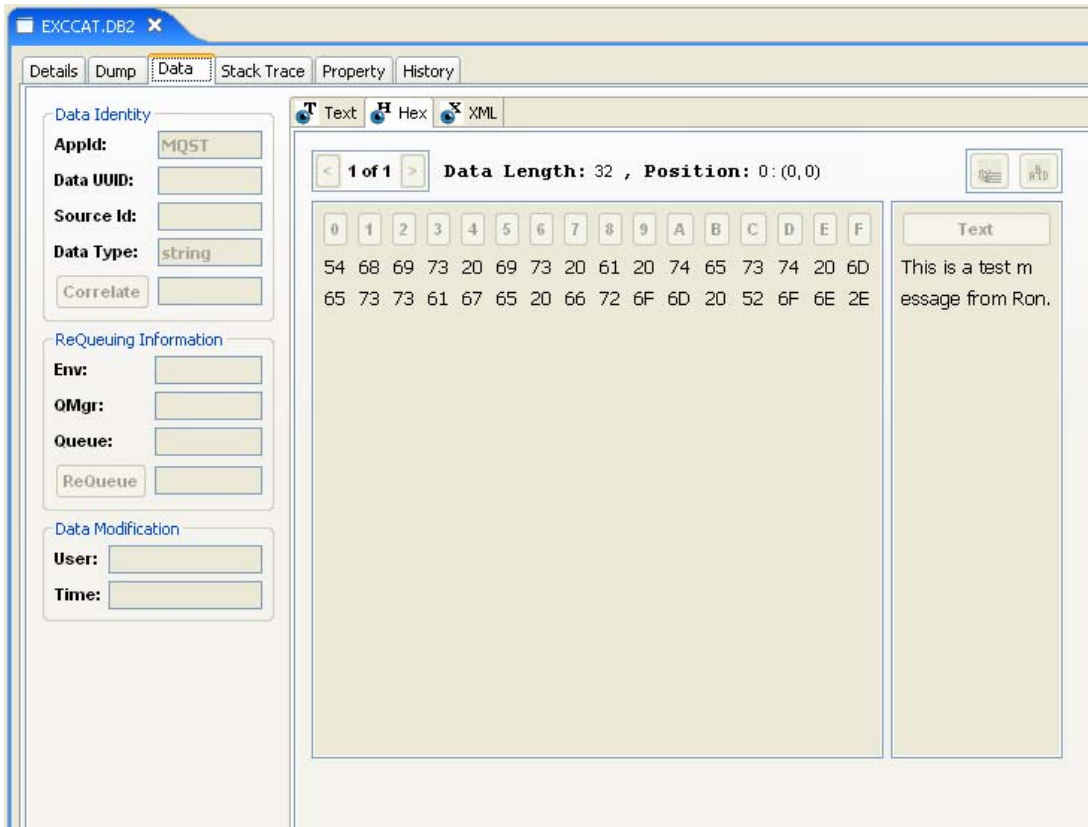 EXCCAT.DB2
Details Dump Data Stack Trace Property History
Data Identity
AppId: MQST
Data UUID:
Source Id:
Data Type: string
Correlate
ReQueuing Information
Env:
QMgr:
Queue:
ReQueue
Data Modification
User:
Time:
T Text H Hex X XML
< 1 of 1 > Data Length: 32 , Position: 0:(0,0)
0 1 2 3 4 5 6 7 8 9 A B C D E F Text
54 68 69 73 20 69 73 20 61 20 74 65 73 74 20 6D This is a test m
65 73 73 61 67 65 20 66 72 6F 6D 20 52 6F 6E 2E essage from Ron.